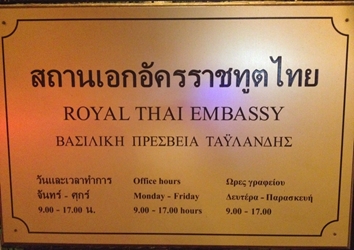 สถานเอกอัครราชทูตไทย
ROYAL THAI EMBASSY
ΒΑΣΙΛΙΚΗ ΠΡΕΣΒΕΙΑ ΤΑΫΛΑΝΔΗΣ
วันและเวลาทำการ
จันทร์ - ศุกร์
9.00 - 17.00 น.
Office hours
Monday - Friday
9.00 - 17.00 hours
Ωρες γραφείου
Δευτέρα - Παρασκευή
9.00 - 17.00